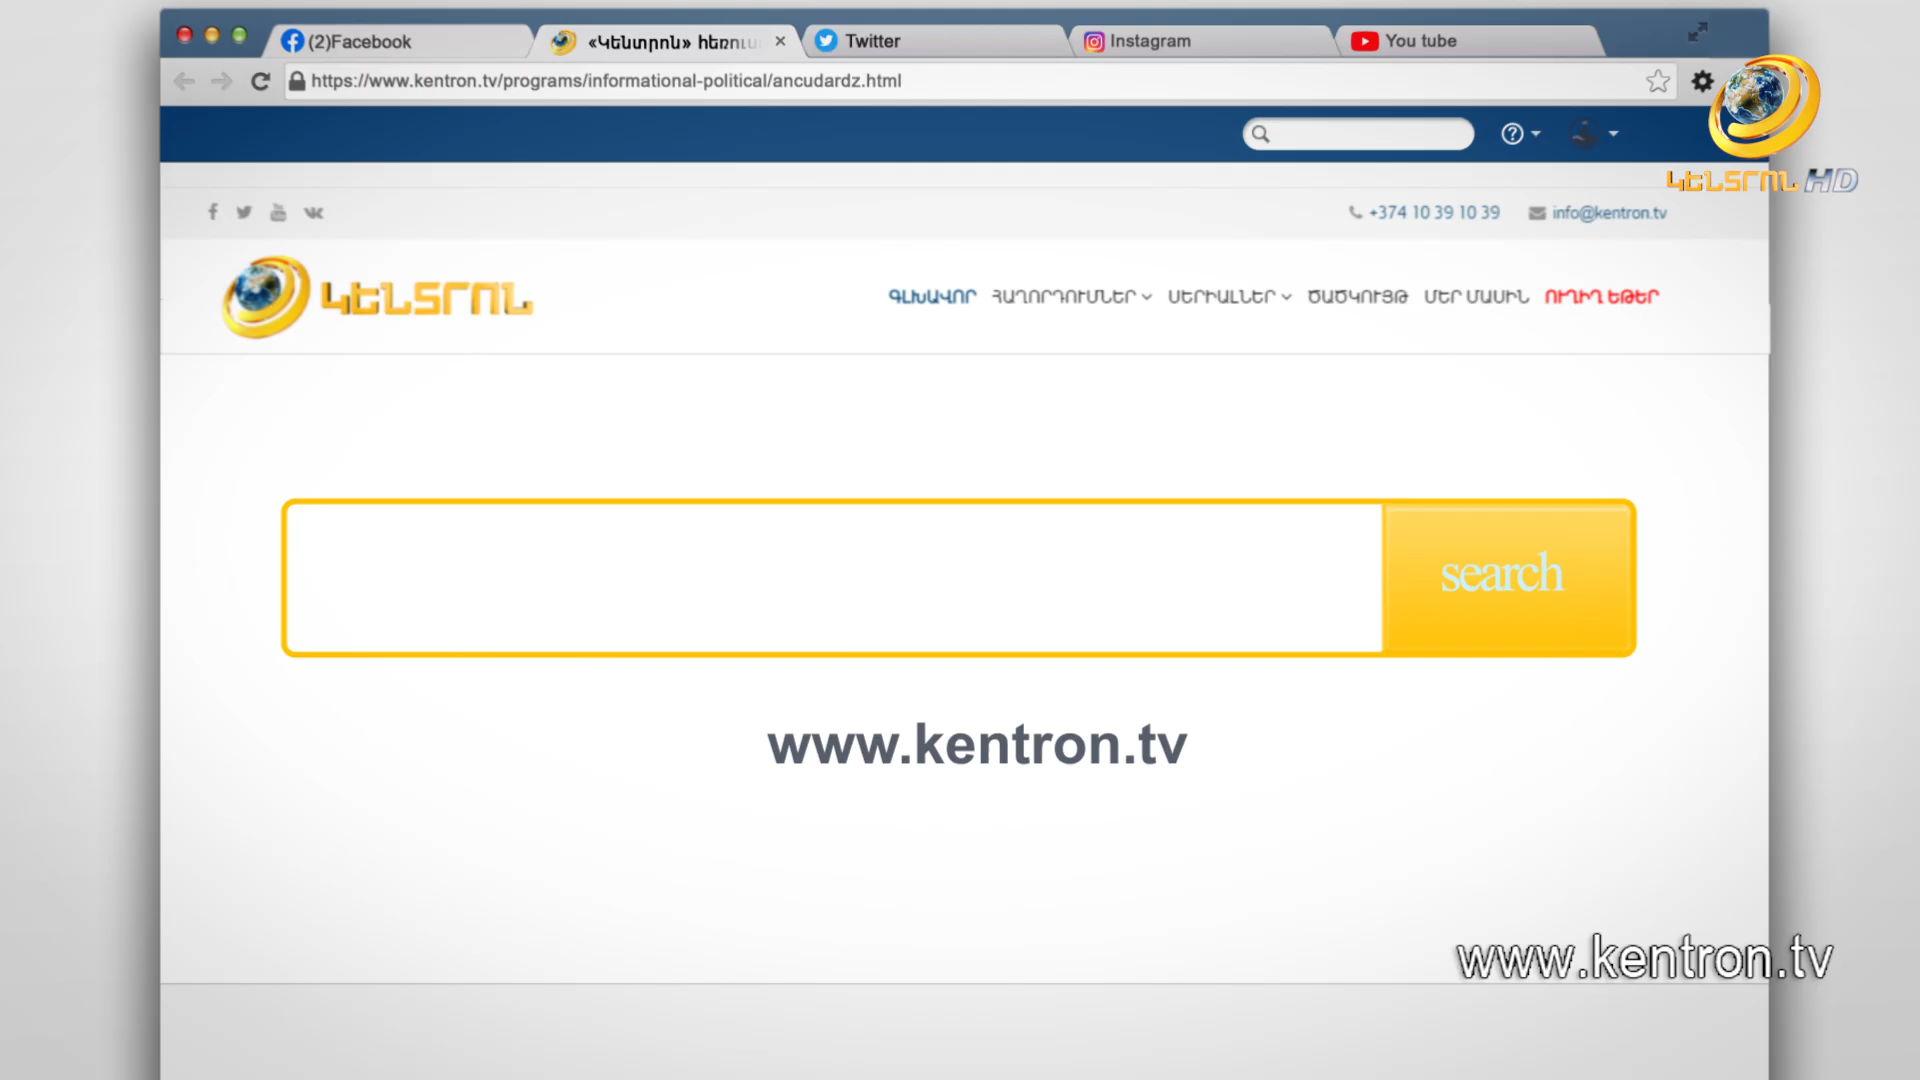 (2)Facebook
«Կենտրոն» հեռու
Twitter
Instagram
You tube
https://www.kentron.tv/programs/informational-political/ancudardz.html
ԿԵՆՏՐՈՆ HD
+374 10 39 10 39
info@kentron.tv
ԿԵՆՏՐՈՆ
ԳԼԽԱՎՈՐ ՀԱՂՈՐԴՈՒՄՆԵՐ ՍԵՐԻԱԼՆԵՐ ԾԱԾԿՈՒՅԹ ՄԵՐ ՄԱՍԻՆ ՈՒՂԻՂ ԵԹԵՐ
search
www.kentron.tv
www.kentron.tv